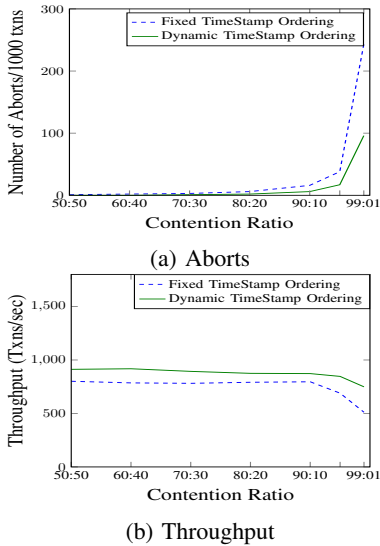 Number of Aborts/1000 txns
300
200
100
0
Fixed TimeStamp Ordering
Dynamic TimeStamp Ordering
50:50 60:40 70:30 80:20 90:10 99:01
Contention Ratio
(a) Aborts
Throughput (Txns/sec)
1,500
1,000
500
0
Fixed TimeStamp Ordering
Dynamic TimeStamp Ordering
50:50 60:40 70:30 80:20 90:10 99:01
Contention Ratio
(b) Throughput